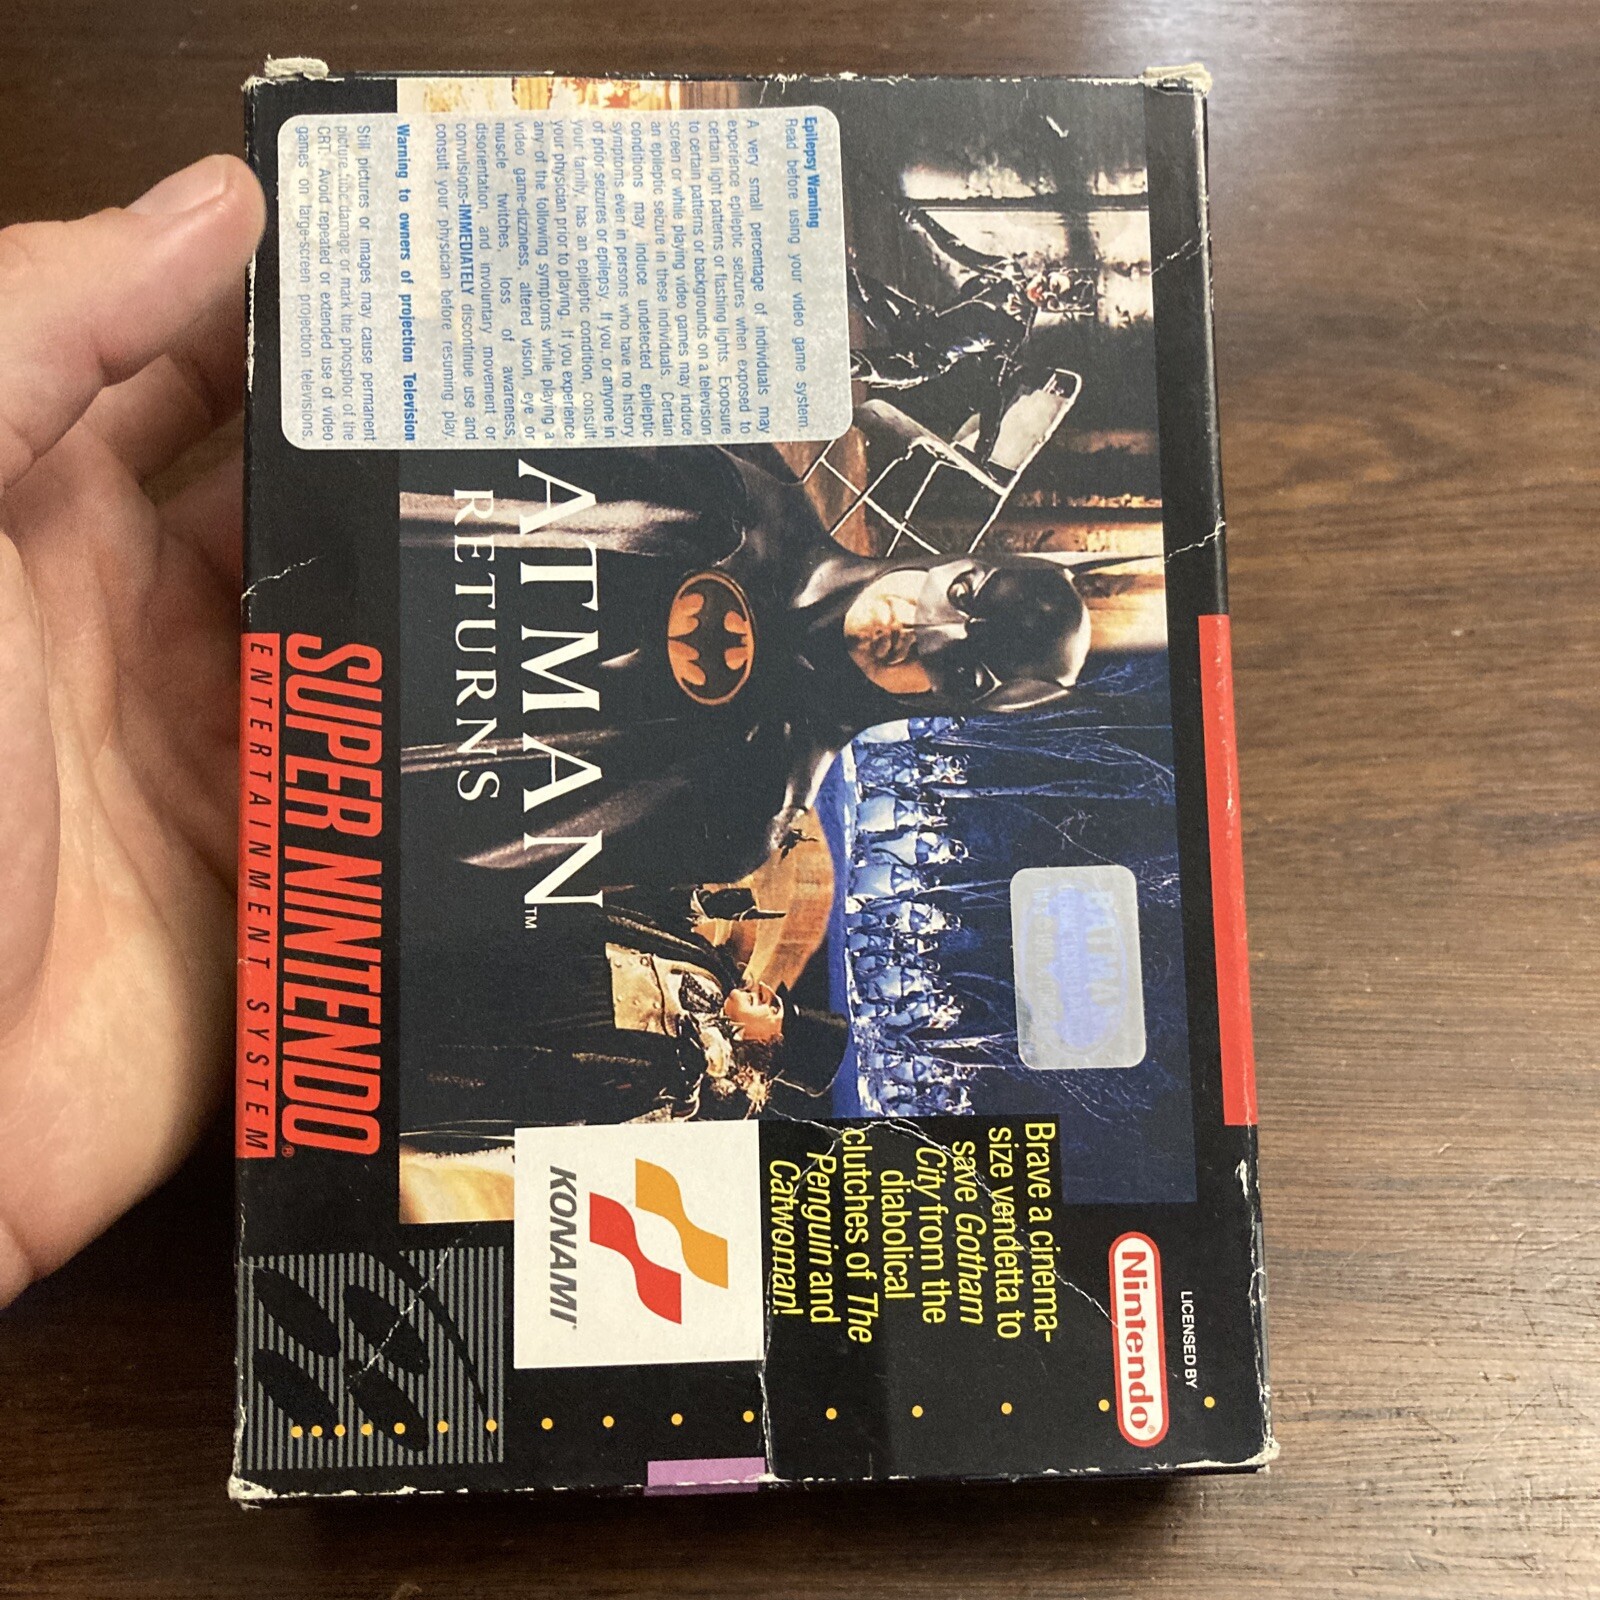 Epilepsy Warning
Read before using your video game system.
A very small percentage of individuals may
experience epileptic seizures when exposed to
certain light patterns or flashing lights. Exposure
to certain patterns or backgrounds on a television
screen or while playing video games may induce
an epileptic seizure in these individuals. Certain
conditions may induce undetected epileptic
symptoms even in persons who have no history
of prior seizures or epilepsy. If you, or anyone in
your family, has an epileptic condition, consult
your physician prior to playing. If you experience
any of the following symptoms while playing a
video game-dizziness, altered vision, eye or
muscle twitches, loss of awareness,
disorientation, and involuntary movement or
convulsions-IMMEDIATELY discontinue use and
consult your physician before resuming play.
Warning to owners of projection Television
Still pictures or images may cause permanent
picture tube damage or mark the phosphor of the
CRT. Avoid repeated or extended use of video
games on large-screen projection televisions.
ATMAN™
RETURNS
LICENSED BY
Nintendo®
Brave a cinema-
size vendetta to
save Gotham
City from the
diabolical
clutches of The
Penguin and
Catwoman!
KONAMI®
BATMAN
SUPER NINTENDO®
ENTERTAINMENT SYSTEM